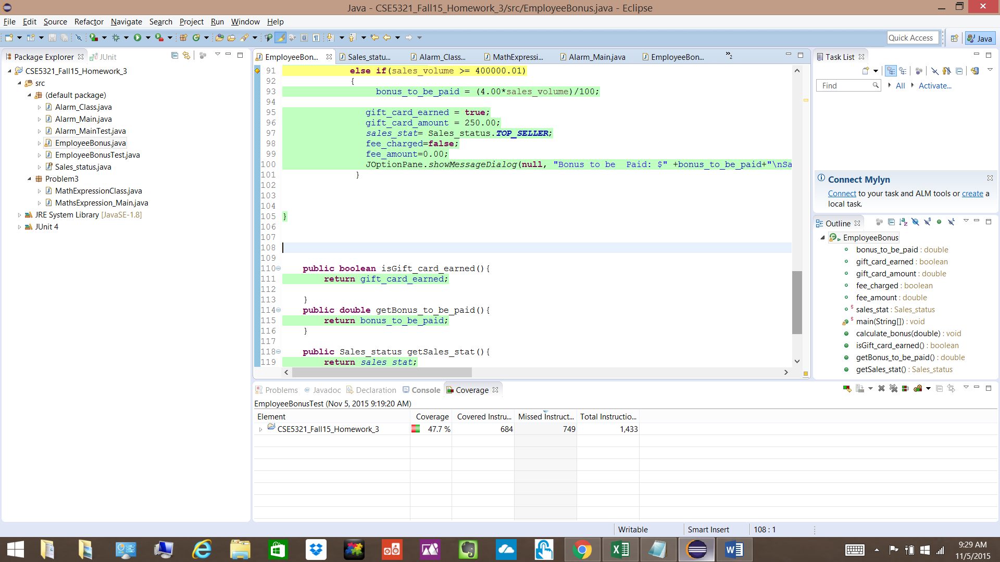 Java - CSE5321_Fall15_Homework_3/src/EmployeeBonus.java - Eclipse
File Edit Source Refactor Navigate Search Project Run Window Help
Quick Access Java
Package Explorer JUnit
CSE5321_Fall15_Homework_3
src
(default package)
Alarm_Class.java
Alarm_Main.java
Alarm_MainTest.java
EmployeeBonus.java
EmployeeBonusTest.java
Sales_status.java
Problem3
MathExpressionClass.java
MathsExpression_Main.java
JRE System Library [JavaSE-1.8]
JUnit 4
EmployeeBon... Sales_statu... Alarm_Class... MathExpressi... Alarm_Main.java EmployeeBon... »2
91 else if(sales_volume >= 400000.01)
92 {
93 bonus_to_be_paid = (4.00*sales_volume)/100;
94
95 gift_card_earned = true;
96 gift_card_amount = 250.00;
97 sales_stat= Sales_status.TOP_SELLER;
98 fee_charged=false;
99 fee_amount=0.00;
100 JOptionPane.showMessageDialog(null, "Bonus to be  Paid: $" +bonus_to_be_paid+"\nSa
101 }
102
103
104
105 }
106
107
108
109
110 public boolean isGift_card_earned(){
111 return gift_card_earned;
112
113 }
114 public double getBonus_to_be_paid(){
115 return bonus_to_be_paid;
116 }
117
118 public Sales_status getSales_stat(){
119 return sales_stat;
Task List
Find All Activate...
Connect Mylyn
Connect to your task and ALM tools or create a
local task.
Outline
EmployeeBonus
bonus_to_be_paid : double
gift_card_earned : boolean
gift_card_amount : double
fee_charged : boolean
fee_amount : double
sales_stat : Sales_status
main(String[]) : void
calculate_bonus(double) : void
isGift_card_earned() : boolean
getBonus_to_be_paid() : double
getSales_stat() : Sales_status
Problems Javadoc Declaration Console Coverage
EmployeeBonusTest (Nov 5, 2015 9:19:20 AM)
Element Coverage Covered Instru... Missed Instruct... Total Instructio...
CSE5321_Fall15_Homework_3 47.7 % 684 749 1,433
Writable Smart Insert 108 : 1
9:29 AM
11/5/2015